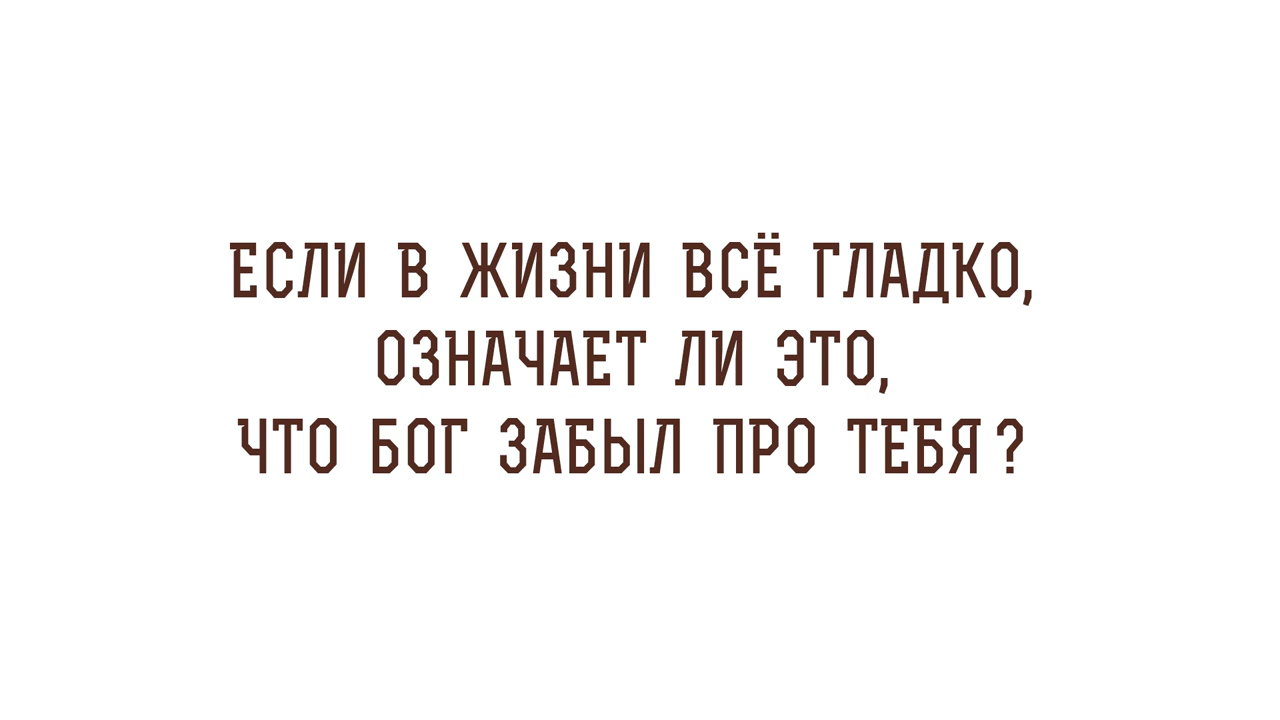 ЕСЛИ В ЖИЗНИ ВСЁ ГЛАДКО,
ОЗНАЧАЕТ ЛИ ЭТО,
ЧТО БОГ ЗАБЫЛ ПРО ТЕБЯ?